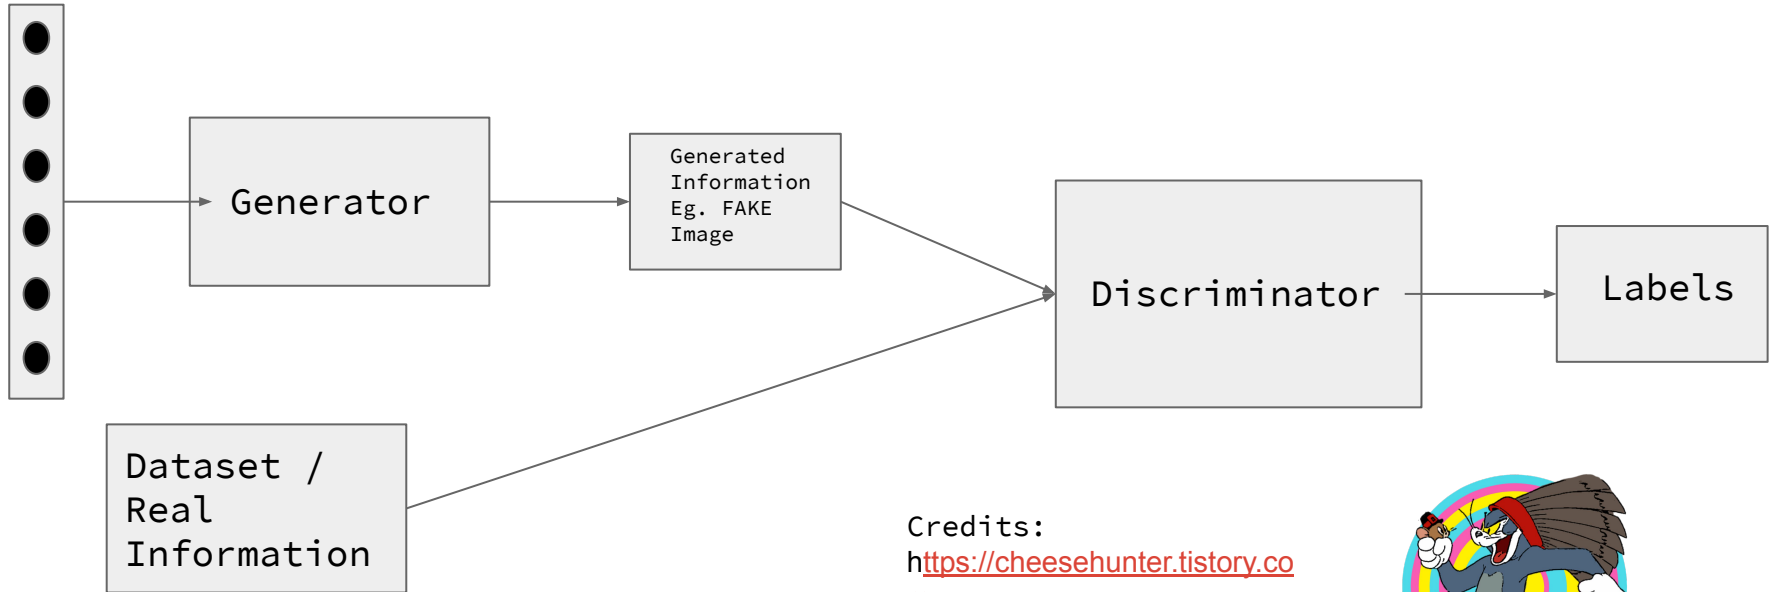 Generator
Generated
Information
Eg. FAKE
Image
Discriminator
Labels
Dataset /
Real
Information
Credits:
https://cheesehunter.tistory.co